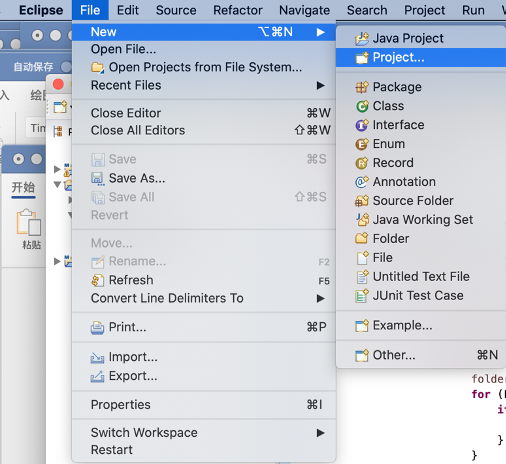 Eclipse File Edit Source Refactor Navigate Search Project Run
New ⌥⌘N
Open File...
Open Projects from File System...
Recent Files
Close Editor ⌘W
Close All Editors ⇧⌘W
Save ⌘S
Save As...
Save All ⇧⌘S
Revert
Move...
Rename... F2
Refresh F5
Convert Line Delimiters To
Print... ⌘P
Import...
Export...
Properties ⌘I
Switch Workspace
Restart
Java Project
Project...
Package
Class
Interface
Enum
Record
Annotation
Source Folder
Java Working Set
Folder
File
Untitled Text File
JUnit Test Case
Example...
Other... ⌘N
自动保存
开始
粘贴
folder
for (
}
}